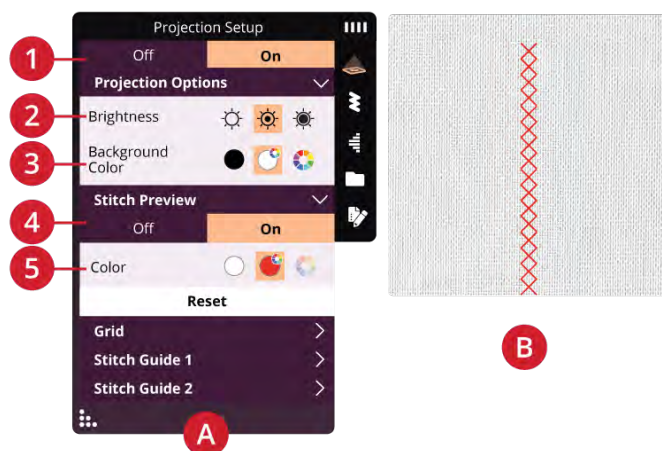 Projection Setup
1
Off On
Projection Options
2
Brightness
3
Background
Color
Stitch Preview
4
Off On
5
Color
Reset
Grid
Stitch Guide 1
Stitch Guide 2
A
B